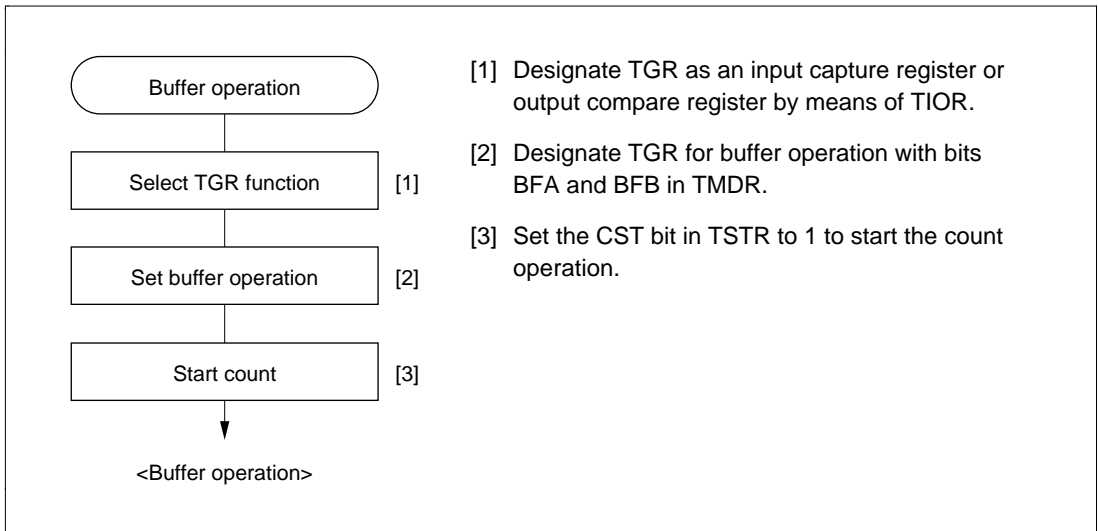 Buffer operation
Select TGR function [1]
Set buffer operation [2]
Start count [3]
<Buffer operation>
[1] Designate TGR as an input capture register or
output compare register by means of TIOR.
[2] Designate TGR for buffer operation with bits
BFA and BFB in TMDR.
[3] Set the CST bit in TSTR to 1 to start the count
operation.